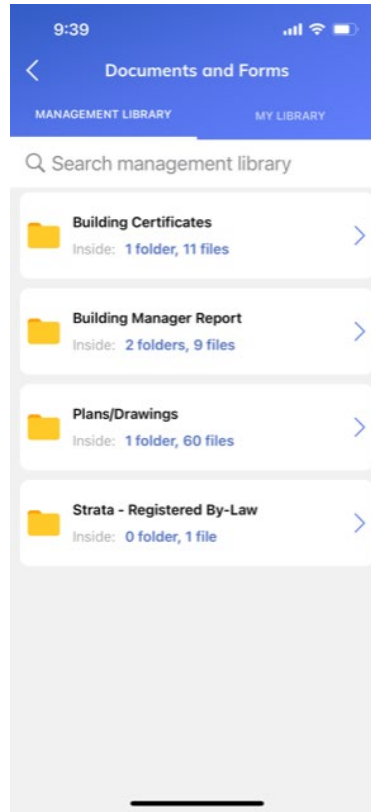 9:39
Documents and Forms
MANAGEMENT LIBRARY MY LIBRARY
Search management library
Building Certificates
Inside: 1 folder, 11 files
Building Manager Report
Inside: 2 folders, 9 files
Plans/Drawings
Inside: 1 folder, 60 files
Strata - Registered By-Law
Inside: 0 folder, 1 file